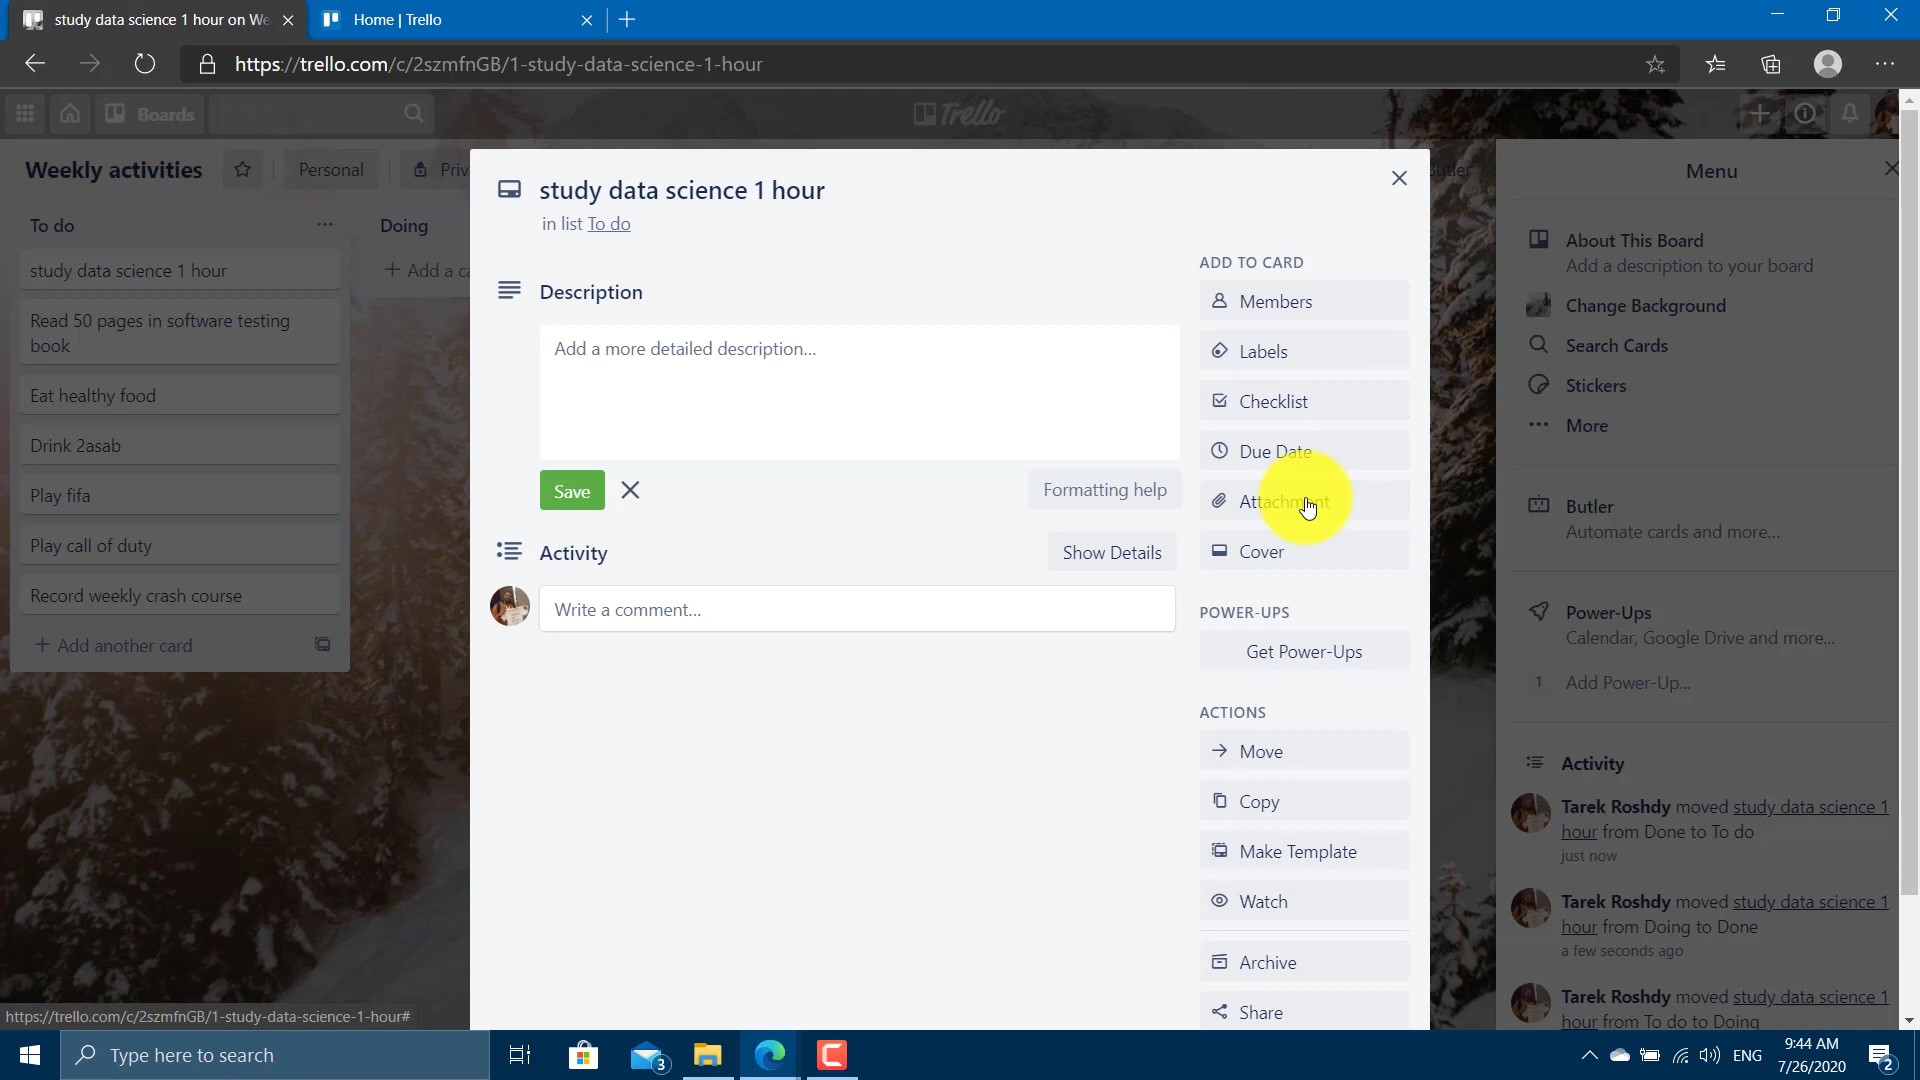 study data science 1 hour on We
Home | Trello
https://trello.com/c/2szmfnGB/1-study-data-science-1-hour
Boards
Trello
Weekly activities
Personal
Priv
Butler
To do
study data science 1 hour
Read 50 pages in software testing
book
Eat healthy food
Drink 2asab
Play fifa
Play call of duty
Record weekly crash course
+ Add another card
Doing
+ Add a ca
study data science 1 hour
in list To do
Description
Add a more detailed description...
Save
Formatting help
Activity
Show Details
Write a comment...
ADD TO CARD
Members
Labels
Checklist
Due Date
Attachment
Cover
POWER-UPS
Get Power-Ups
ACTIONS
Move
Copy
Make Template
Watch
Archive
Share
Menu
About This Board
Add a description to your board
Change Background
Search Cards
Stickers
More
Butler
Automate cards and more...
Power-Ups
Calendar, Google Drive and more...
1 Add Power-Up...
Activity
Tarek Roshdy moved study data science 1
hour from Done to To do
just now
Tarek Roshdy moved study data science 1
hour from Doing to Done
a few seconds ago
Tarek Roshdy moved study data science 1
hour from To do to Doing
https://trello.com/c/2szmfnGB/1-study-data-science-1-hour#
Type here to search
3
ENG
9:44 AM
7/26/2020
2